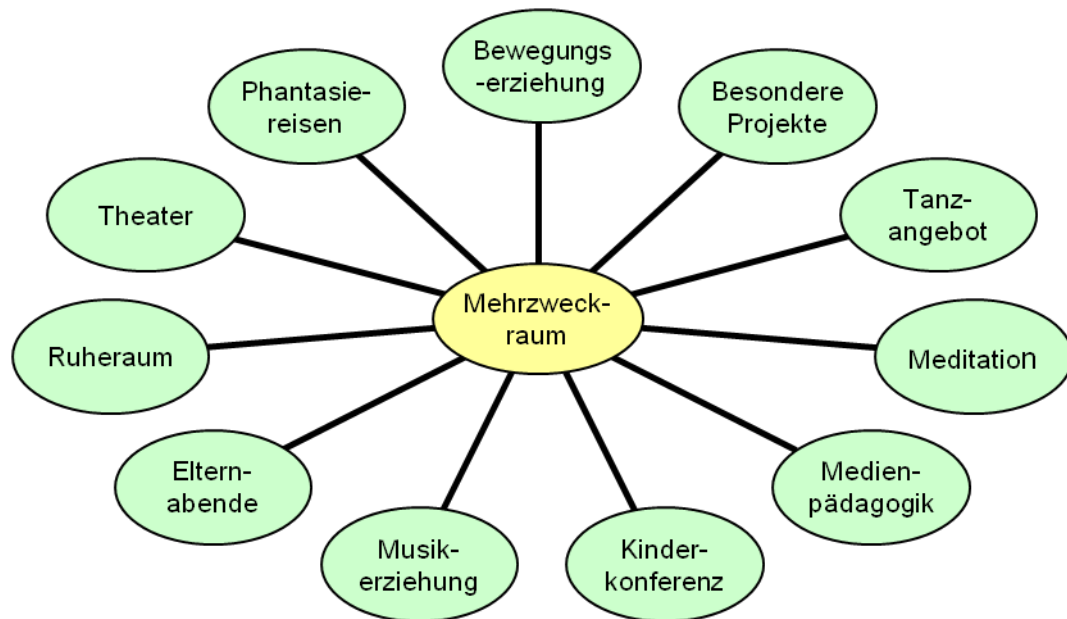 Bewegungs
-erziehung
Phantasie-
reisen
Besondere
Projekte
Theater
Tanz-
angebot
Mehrzweck-
raum
Ruheraum
Meditation
Eltern-
abende
Medien-
pädagogik
Musik-
erziehung
Kinder-
konferenz